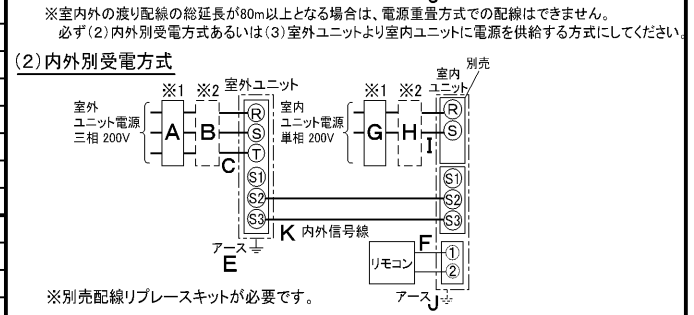 ※室内外の渡り配線の総延長が80m以上となる場合は、電源重畳方式での配線はできません。
必ず(2)内外別受電方式あるいは(3)室外ユニットより室内ユニットに電源を供給する方式にしてください
(2)内外別受電方式
※1 ※2 室外ユニット
室外
ユニット電源
三相 200V
A B C
R
S
T
S1
S2
S3
アース
E
K 内外信号線
※1 ※2
室内
ユニット
別売
室内
ユニット電源
単相 200V
G H I
R
S
S1
S2
S3
F
リモコン
1
2
アース J
※別売配線リプレースキットが必要です。